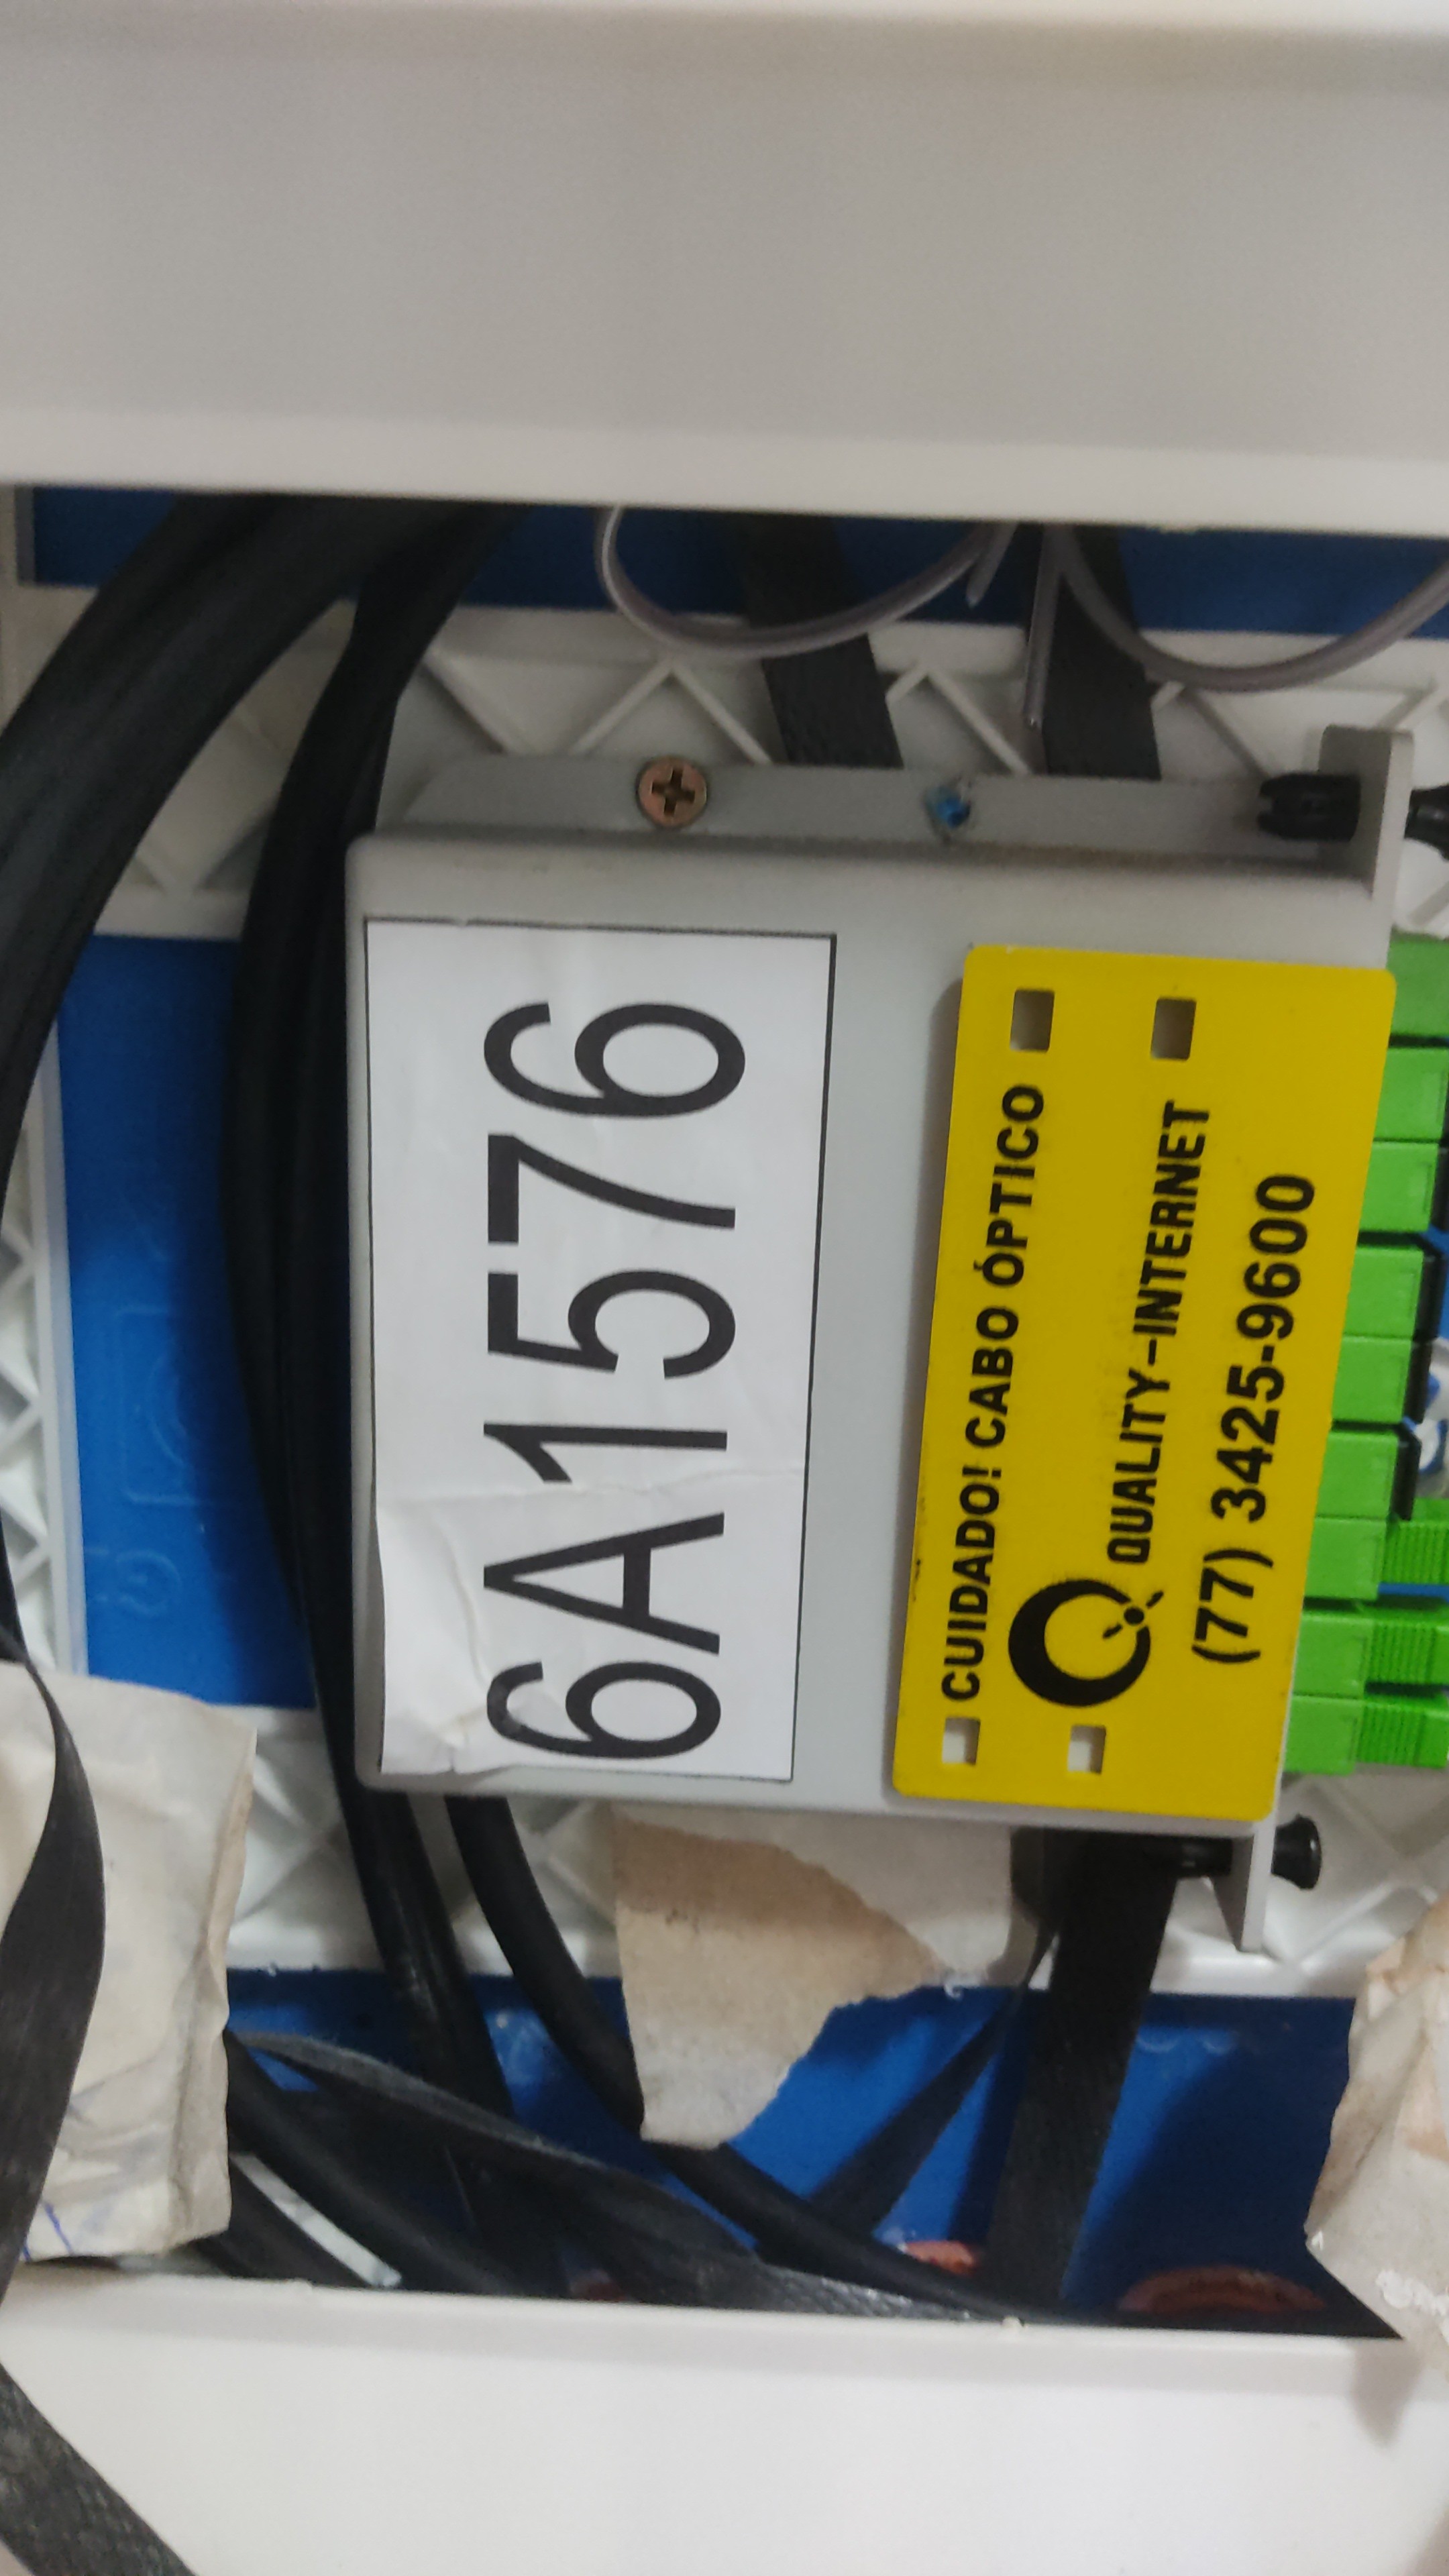 6A1576
CUIDADO! CABO ÓPTICO
QUALITY-INTERNET
(77) 3425-9600